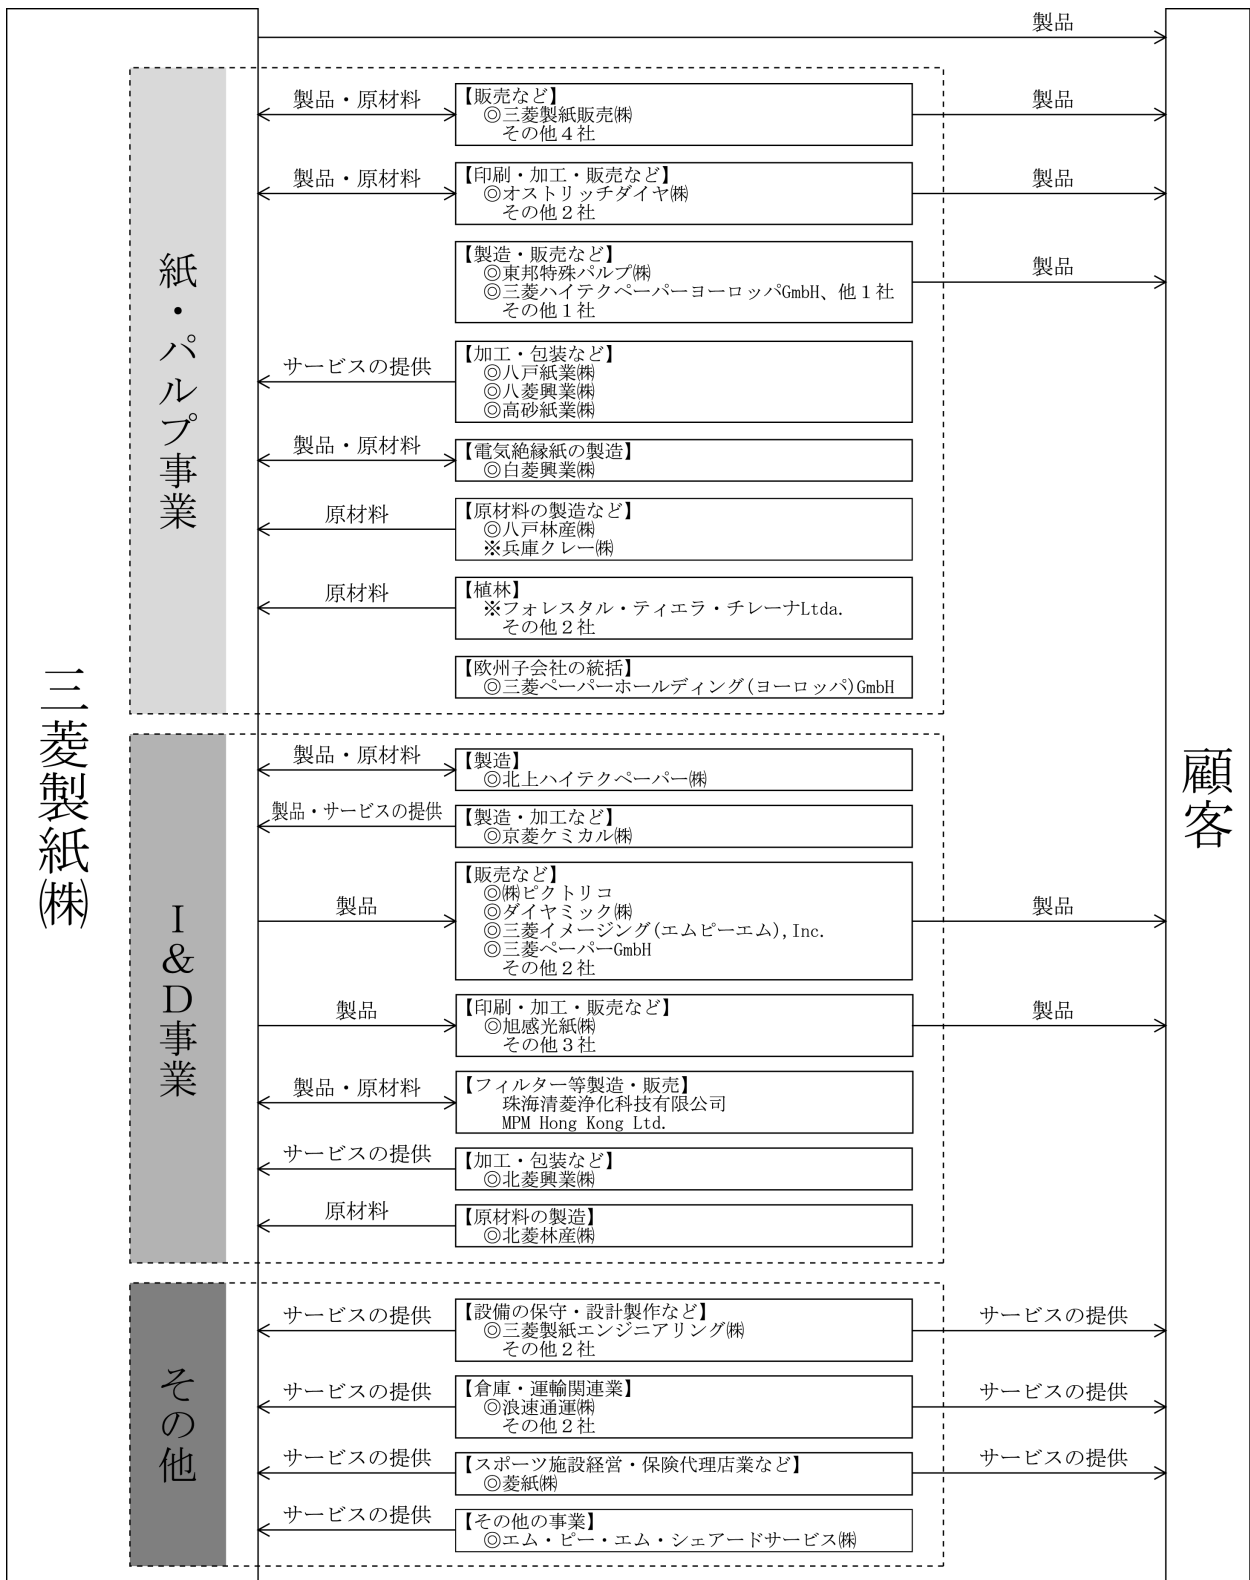 三菱製紙㈱
製品
顧客
紙・パルプ事業
製品・原材料
【販売など】
◎三菱製紙販売㈱
その他４社
製品
製品・原材料
【印刷・加工・販売など】
◎オストリッチダイヤ㈱
その他２社
製品
【製造・販売など】
◎東邦特殊パルプ㈱
◎三菱ハイテクペーパーヨーロッパGmbH、他１社
その他１社
製品
サービスの提供
【加工・包装など】
◎八戸紙業㈱
◎八菱興業㈱
◎高砂紙業㈱
製品・原材料
【電気絶縁紙の製造】
◎白菱興業㈱
原材料
【原材料の製造など】
◎八戸林産㈱
※兵庫クレー㈱
原材料
【植林】
※フォレスタル・ティエラ・チレーナLtda.
その他２社
【欧州子会社の統括】
◎三菱ペーパーホールディング(ヨーロッパ)GmbH
I&D事業
製品・原材料
【製造】
◎北上ハイテクペーパー㈱
製品・サービスの提供
【製造・加工など】
◎京菱ケミカル㈱
製品
【販売など】
◎㈱ピクトリコ
◎ダイヤミック㈱
◎三菱イメージング(エムピーエム),Inc.
◎三菱ペーパーGmbH
その他２社
製品
製品
【印刷・加工・販売など】
◎旭感光紙㈱
その他３社
製品
製品・原材料
【フィルター等製造・販売】
珠海清菱浄化科技有限公司
MPM Hong Kong Ltd.
サービスの提供
【加工・包装など】
◎北菱興業㈱
原材料
【原材料の製造】
◎北菱林産㈱
その他
サービスの提供
【設備の保守・設計製作など】
◎三菱製紙エンジニアリング㈱
その他２社
サービスの提供
サービスの提供
【倉庫・運輸関連業】
◎浪速通運㈱
その他２社
サービスの提供
サービスの提供
【スポーツ施設経営・保険代理店業など】
◎菱紙㈱
サービスの提供
サービスの提供
【その他の事業】
◎エム・ピー・エム・シェアードサービス㈱